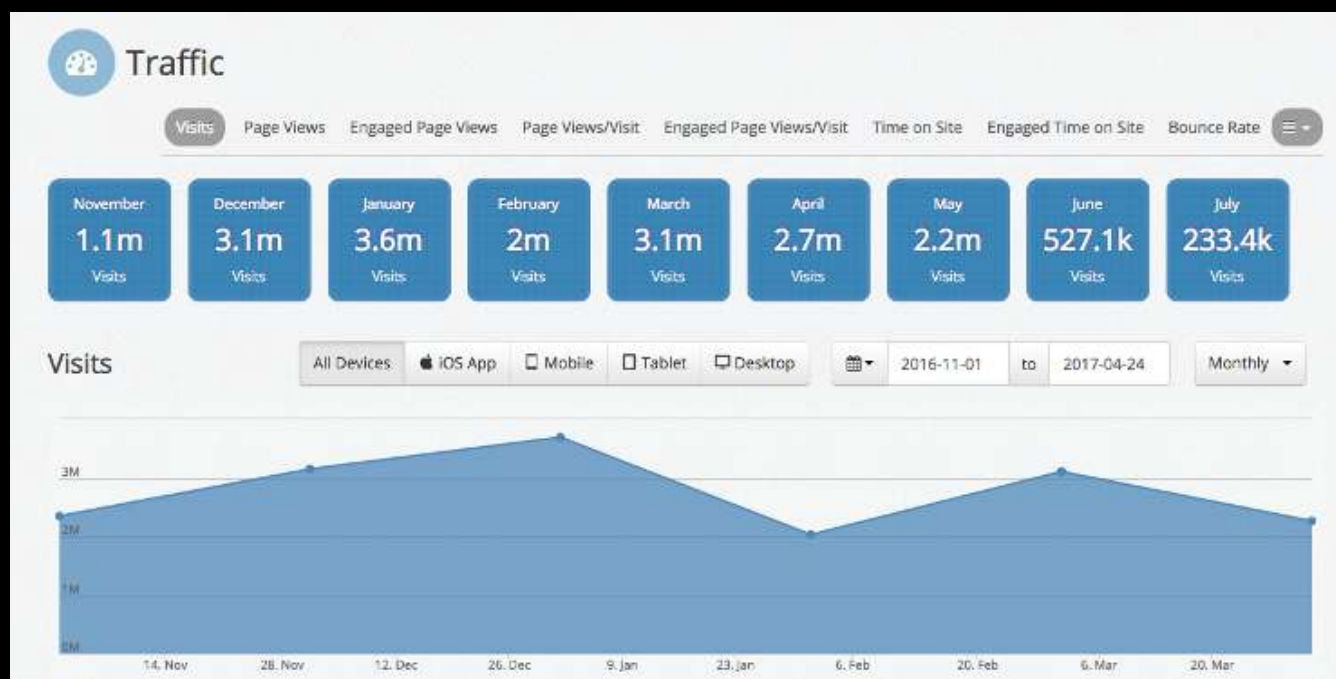 Traffic
Visits Page Views Engaged Page Views Page Views/Visit Engaged Page Views/Visit Time on Site Engaged Time on Site Bounce Rate
November December January February March April May June July
1.1m 3.1m 3.6m 2m 3.1m 2.7m 2.2m 527.1k 233.4k
Visits Visits Visits Visits Visits Visits Visits Visits Visits
Visits All Devices iOS App Mobile Tablet Desktop 2016-11-01 to 2017-04-24 Monthly
3M
2M
1M
0M
14. Nov 28. Nov 12. Dec 26. Dec 9. Jan 23. Jan 6. Feb 20. Feb 6. Mar 20. Mar